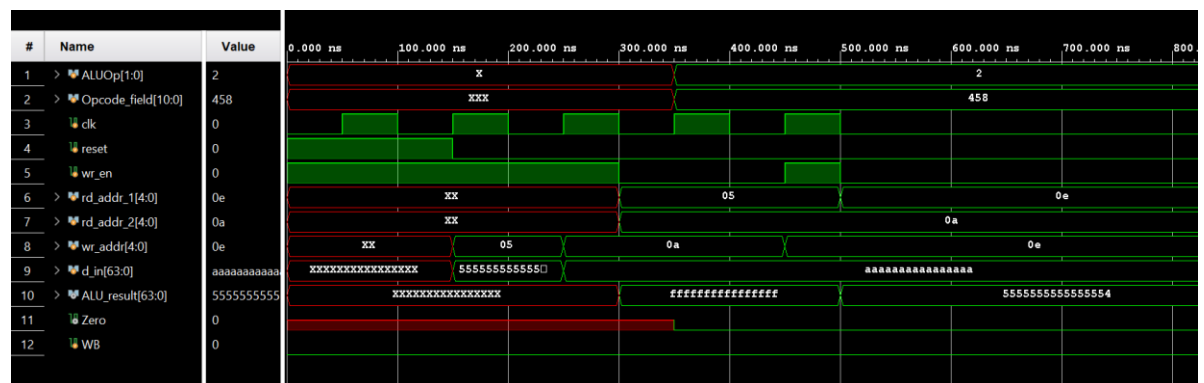 # Name Value 0.000 ns 100.000 ns 200.000 ns 300.000 ns 400.000 ns 500.000 ns 600.000 ns 700.000 ns 800.
1 > ALUOp[1:0] 2 X 2
2 > Opcode_field[10:0] 458 XXX 458
3 clk 0
4 reset 0
5 wr_en 0
6 > rd_addr_1[4:0] 0e XX 05 0e
7 > rd_addr_2[4:0] 0a XX 0a
8 > wr_addr[4:0] 0e XX 05 0a 0e
9 > d_in[63:0] aaaaaaaaaaa XXXXXXXXXXXXXXXX 555555555555□ aaaaaaaaaaaaaaaa
10 > ALU_result[63:0] 5555555555 XXXXXXXXXXXXXXXX ffffffffffffffff 5555555555555554
11 Zero 0
12 WB 0